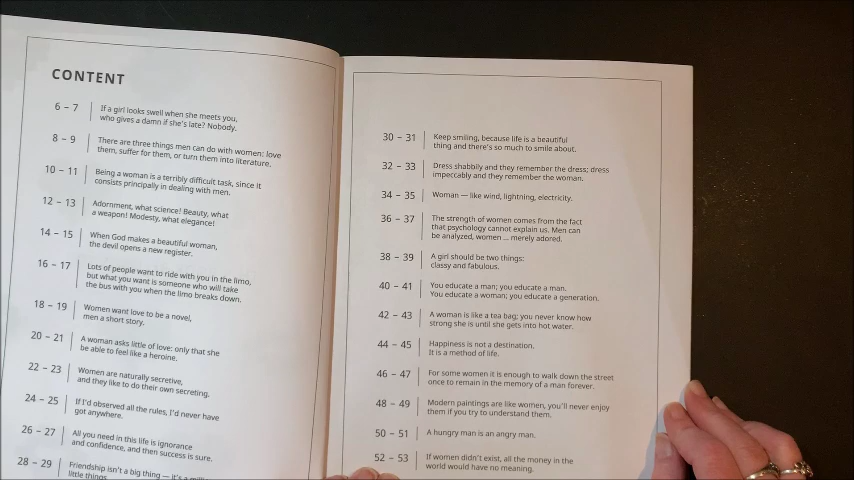 CONTENT
6 – 7
If a girl looks swell when she meets you,
who gives a damn if she's late? Nobody.
8 – 9
There are three things men can do with women: love
them, suffer for them, or turn them into literature.
10 – 11
Being a woman is a terribly difficult task, since it
consists principally in dealing with men.
12 – 13
Adornment, what science! Beauty, what
a weapon! Modesty, what elegance!
14 – 15
When God makes a beautiful woman,
the devil opens a new register.
16 – 17
Lots of people want to ride with you in the limo,
but what you want is someone who will take
the bus with you when the limo breaks down.
18 – 19
Women want love to be a novel,
men a short story.
20 – 21
A woman asks little of love: only that she
be able to feel like a heroine.
22 – 23
Women are naturally secretive,
and they like to do their own secreting.
24 – 25
If I'd observed all the rules, I'd never have
got anywhere.
26 – 27
All you need in this life is ignorance
and confidence, and then success is sure.
28 – 29
Friendship isn't a big thing — it's a
little things.
30 – 31
Keep smiling, because life is a beautiful
thing and there's so much to smile about.
32 – 33
Dress shabbily and they remember the dress; dress
impeccably and they remember the woman.
34 – 35
Woman — like wind, lightning, electricity.
36 – 37
The strength of women comes from the fact
that psychology cannot explain us. Men can
be analyzed, women ... merely adored.
38 – 39
A girl should be two things:
classy and fabulous.
40 – 41
You educate a man; you educate a man.
You educate a woman; you educate a generation.
42 – 43
A woman is like a tea bag; you never know how
strong she is until she gets into hot water.
44 – 45
Happiness is not a destination.
It is a method of life.
46 – 47
For some women it is enough to walk down the street
once to remain in the memory of a man forever.
48 – 49
Modern paintings are like women, you'll never enjoy
them if you try to understand them.
50 – 51
A hungry man is an angry man.
52 – 53
If women didn't exist, all the money in the
world would have no meaning.